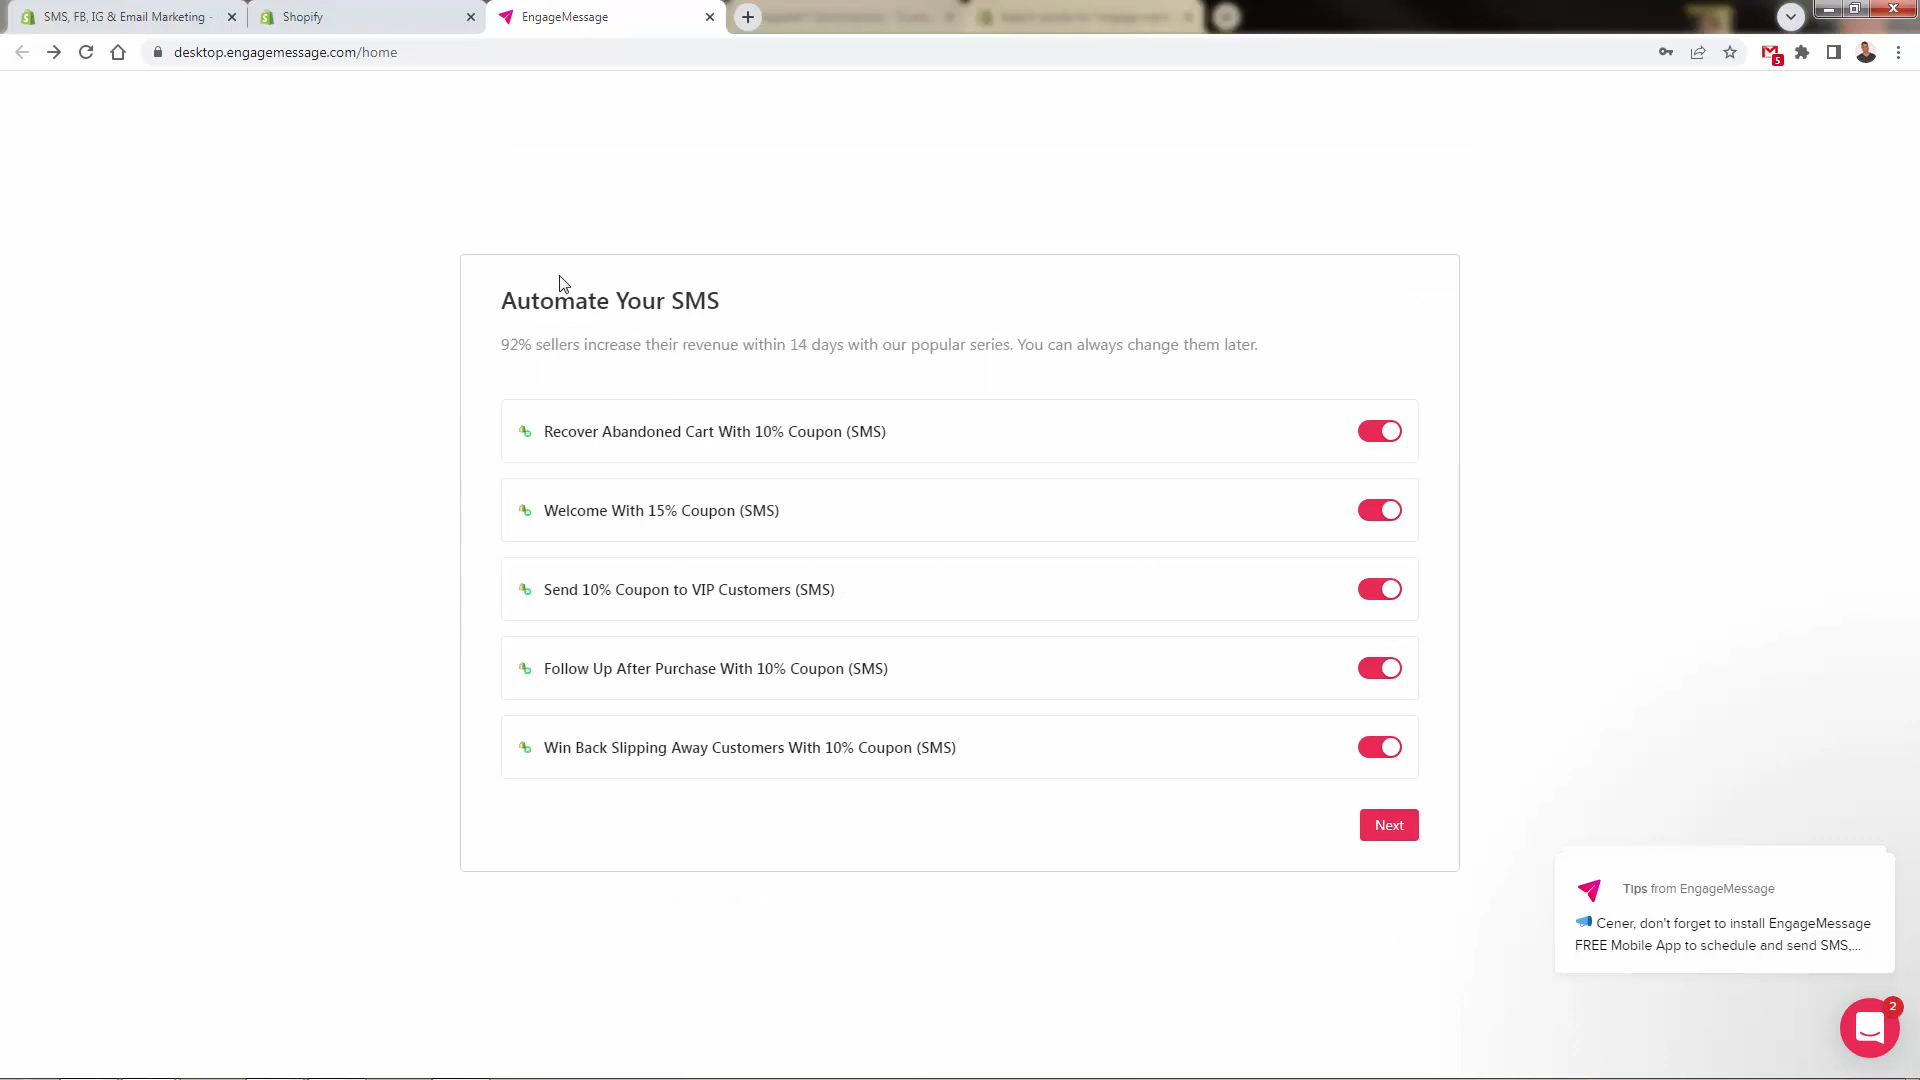 SMS, FB, IG & Email Marketing -
Shopify
EngageMessage
desktop.engagemessage.com/home
5
Automate Your SMS
92% sellers increase their revenue within 14 days with our popular series. You can always change them later.
Recover Abandoned Cart With 10% Coupon (SMS)
Welcome With 15% Coupon (SMS)
Send 10% Coupon to VIP Customers (SMS)
Follow Up After Purchase With 10% Coupon (SMS)
Win Back Slipping Away Customers With 10% Coupon (SMS)
Next
Tips from EngageMessage
Cener, don't forget to install EngageMessage
FREE Mobile App to schedule and send SMS,...
2